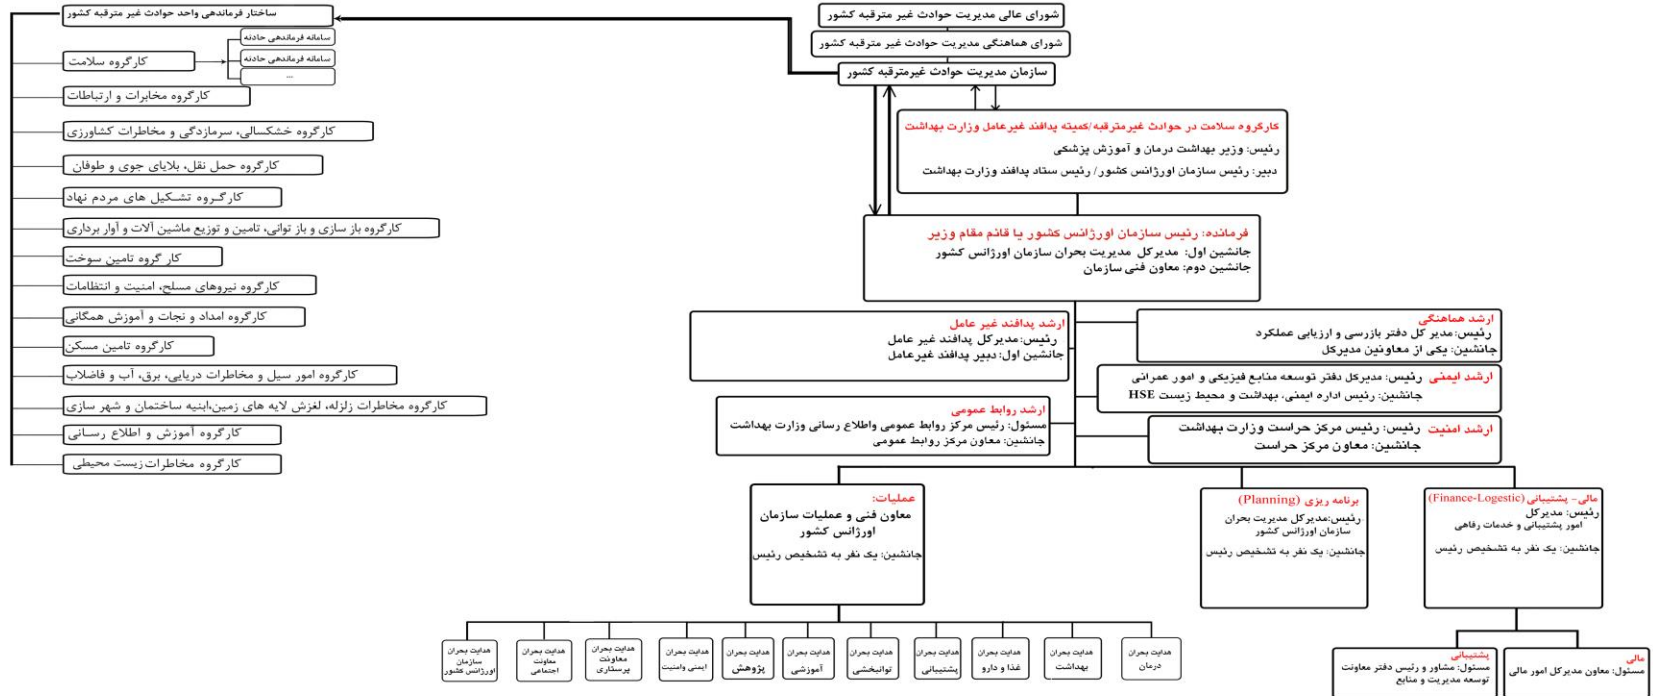 شورای عالی مدیریت حوادث غیر مترقبه کشور
شورای هماهنگی مدیریت حوادث غیر مترقبه کشور
سازمان مدیریت حوادث غیرمترقبه کشور
ساختار فرماندهی واحد حوادث غیر مترقبه کشور
سامانه فرماندهی حادثه
سامانه فرماندهی حادثه
...
کارگروه سلامت
کارگروه مخابرات و ارتباطات
کارگروه خشکسالی، سرمازدگی و مخاطرات کشاورزی
کارگروه حمل نقل، بلایای جوی و طوفان
کارگروه تشکیل های مردم نهاد
کارگروه باز سازی و باز توانی، تامین و توزیع ماشین آلات و آوار برداری
کار گروه تامین سوخت
کارگروه نیروهای مسلح، امنیت و انتظامات
کارگروه امداد و نجات و آموزش همگانی
کارگروه تامین مسکن
کارگروه امور سیل و مخاطرات دریایی، برق، آب و فاضلاب
کارگروه مخاطرات زلزله، لغزش لایه های زمین،ابنیه ساختمان و شهر سازی
کارگروه آموزش و اطلاع رسانی
کارگروه مخاطرات زیست محیطی
کارگروه سلامت در حوادث غیرمترقبه/کمیته پدافند غیرعامل وزارت بهداشت
رئیس: وزیر بهداشت درمان و آموزش پزشکی
دبیر: رئیس سازمان اورژانس کشور/ رئیس ستاد پدافند وزارت بهداشت
فرمانده: رئیس سازمان اورژانس کشور یا قائم مقام وزیر
جانشین اول: مدیرکل مدیریت بحران سازمان اورژانس کشور
جانشین دوم: معاون فنی سازمان
ارشد هماهنگی
رئیس: مدیر کل دفتر بازرسی و ارزیابی عملکرد
جانشین: یکی از معاونین مدیرکل
ارشد پدافند غیر عامل
رئیس: مدیرکل پدافند غیر عامل
جانشین اول: دبیر پدافند غیرعامل
ارشد ایمنی رئیس: مدیرکل دفتر توسعه منابع فیزیکی و امور عمرانی
جانشین: رئیس اداره ایمنی، بهداشت و محیط زیست HSE
ارشد روابط عمومی
مسئول: رئیس مرکز روابط عمومی واطلاع رسانی وزارت بهداشت
جانشین: معاون مرکز روابط عمومی
ارشد امنیت رئیس: رئیس مرکز حراست وزارت بهداشت
جانشین: معاون مرکز حراست
مالی- پشتیبانی (Finance-Logestic)
رئیس: مدیرکل
امور پشتیبانی و خدمات رفاهی
جانشین: یک نفر به تشخیص رئیس
برنامه ریزی (Planning)
رئیس:مدیرکل مدیریت بحران
سازمان اورژانس کشور
جانشین: یک نفر به تشخیص رئیس
عملیات:
معاون فنی و عملیات سازمان
اورژانس کشور
جانشین: یک نفر به تشخیص رئیس
هدایت بحران
درمان
هدایت بحران
بهداشت
هدایت بحران
غذا و دارو
هدایت بحران
پشتیبانی
هدایت بحران
توانبخشی
هدایت بحران
آموزشی
هدایت بحران
پژوهش
هدایت بحران
ایمنی وامنیت
هدایت بحران
معاونت
پرستاری
هدایت بحران
معاونت
اجتماعی
هدایت بحران
سازمان
اورژانس کشور
مالی
مسئول: معاون مدیرکل امور مالی
پشتیبانی
مسئول: مشاور و رئیس دفتر معاونت
توسعه مدیریت و منابع